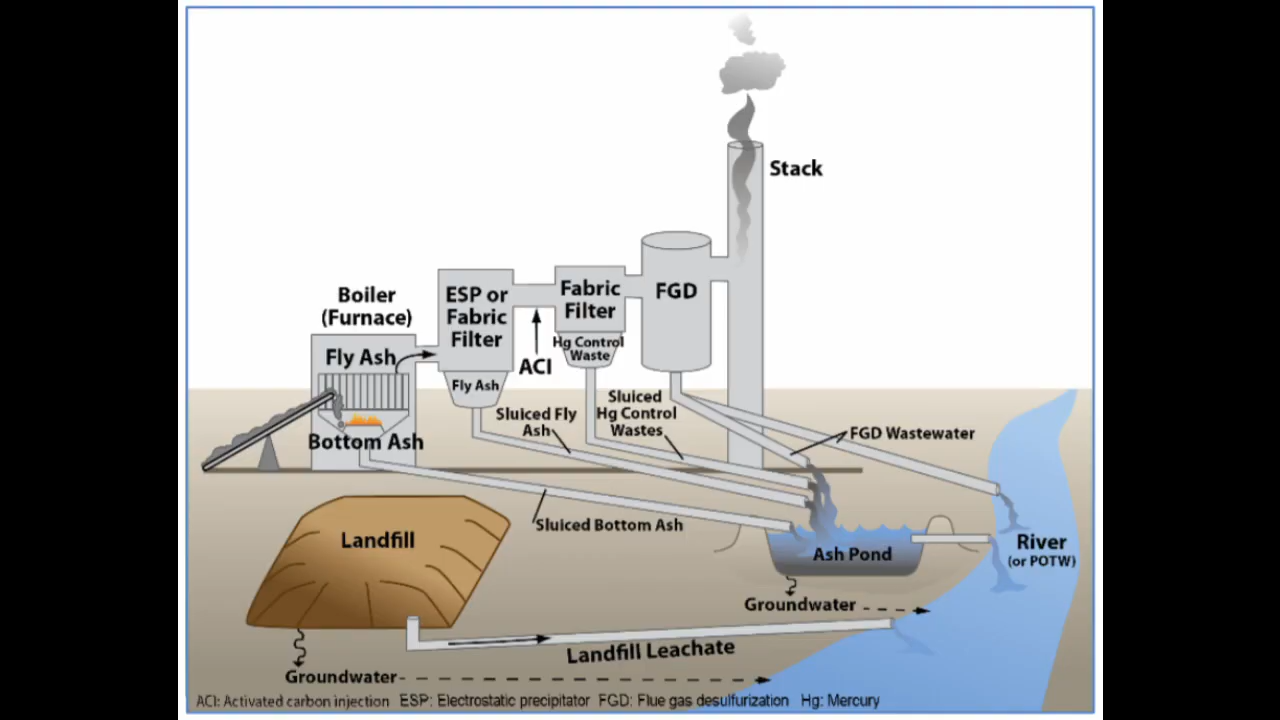 Stack
Boiler
(Furnace)
ESP or
Fabric
Filter
Fabric
Filter
FGD
Fly Ash
Hg Control
Waste
ACI
Fly Ash
Sluiced Fly
Ash
Sluiced
Hg Control
Wastes
FGD Wastewater
Bottom Ash
Sluiced Bottom Ash
Landfill
Ash Pond
River
(or POTW)
Groundwater
Landfill Leachate
Groundwater
ACI: Activated carbon injection ESP: Electrostatic precipitator FGD: Flue gas desulfurization Hg: Mercury